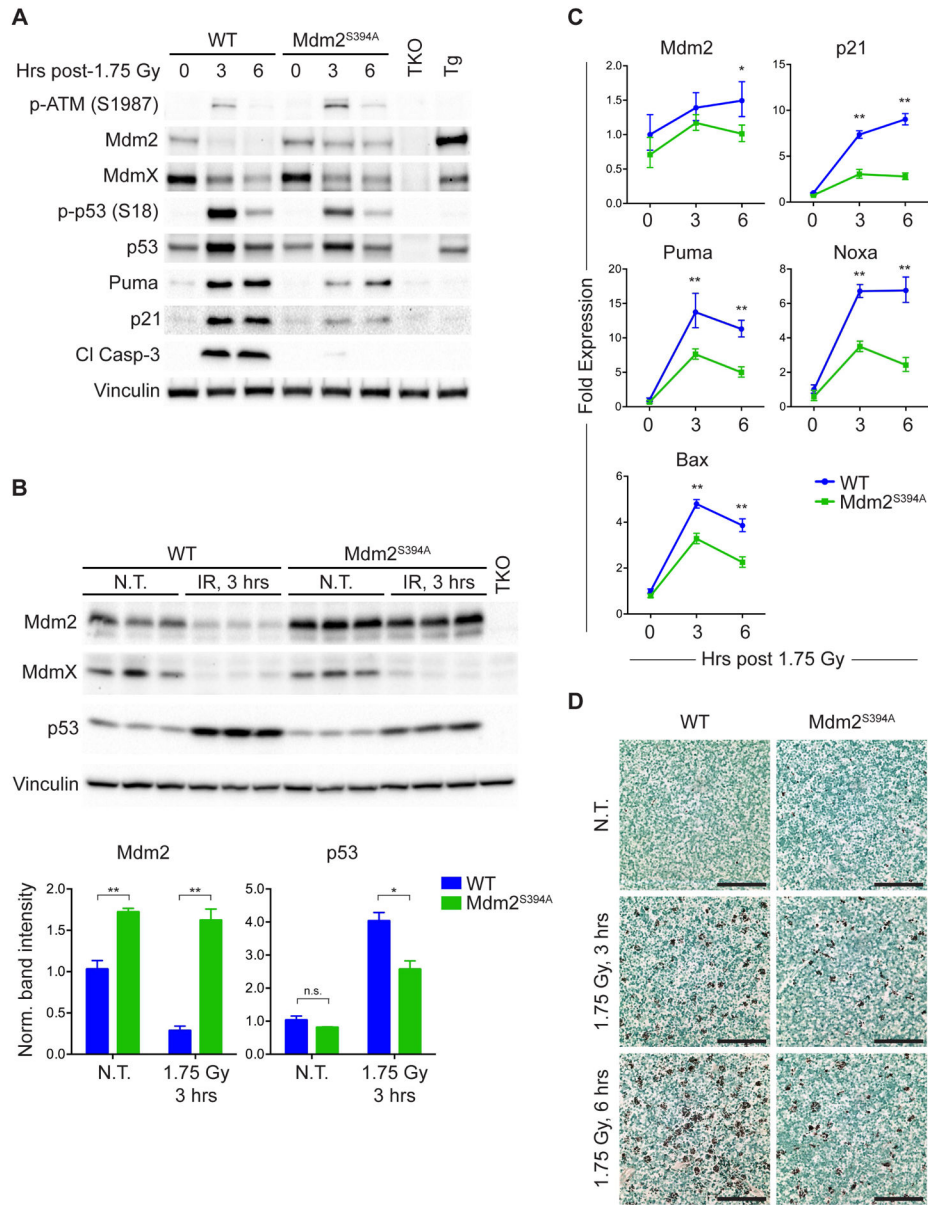 A
WT Mdm2S394A TKO Tg
Hrs post-1.75 Gy 0 3 6 0 3 6
p-ATM (S1987)
Mdm2
MdmX
p-p53 (S18)
p53
Puma
p21
Cl Casp-3
Vinculin
B
WT Mdm2S394A TKO
N.T. IR, 3 hrs N.T. IR, 3 hrs
Mdm2
MdmX
p53
Vinculin
Mdm2 p53
Norm. band intensity
2.0
1.5
1.0
0.5
0.0
** **
N.T. 1.75 Gy
3 hrs
5.0
4.0
3.0
2.0
1.0
0.0
n.s. *
N.T. 1.75 Gy
3 hrs
WT
Mdm2S394A
C
Fold Expression
Mdm2
2.0
1.5
1.0
0.5
0.0
*
0 3 6
p21
15
10
5
0
** **
0 3 6
Puma
20
15
10
5
0
** **
0 3 6
Noxa
8
6
4
2
0
** **
0 3 6
Bax
6
4
2
0
** **
0 3 6
WT
Mdm2S394A
Hrs post 1.75 Gy
D
WT Mdm2S394A
N.T.
1.75 Gy, 3 hrs
1.75 Gy, 6 hrs